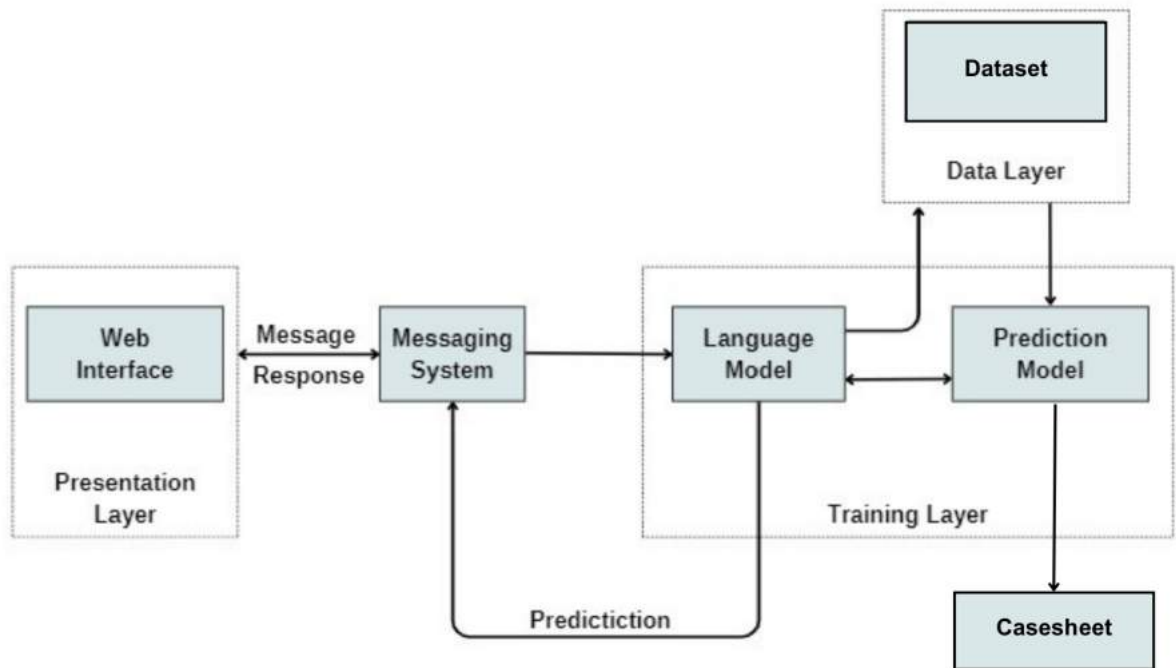 Dataset
Data Layer
Web
Interface
Message
Response
Messaging
System
Language
Model
Prediction
Model
Presentation
Layer
Training Layer
Predictiction
Casesheet